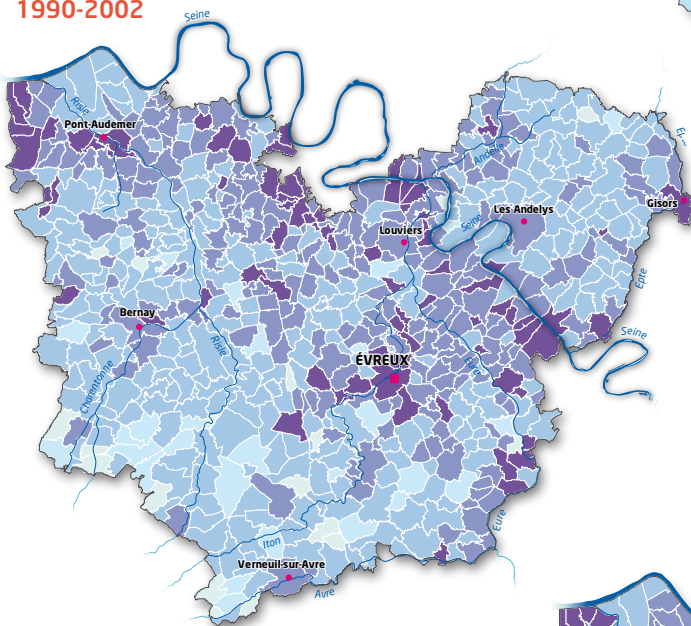 1990-2002
Seine
Risle
Pont-Audemer
Andelle
Gisors
Les Andelys
Seine
Louviers
Epte
Bernay
Risle
Seine
ÉVREUX
Eure
Charentonne
Eure
Iton
Verneuil-sur-Avre
Avre